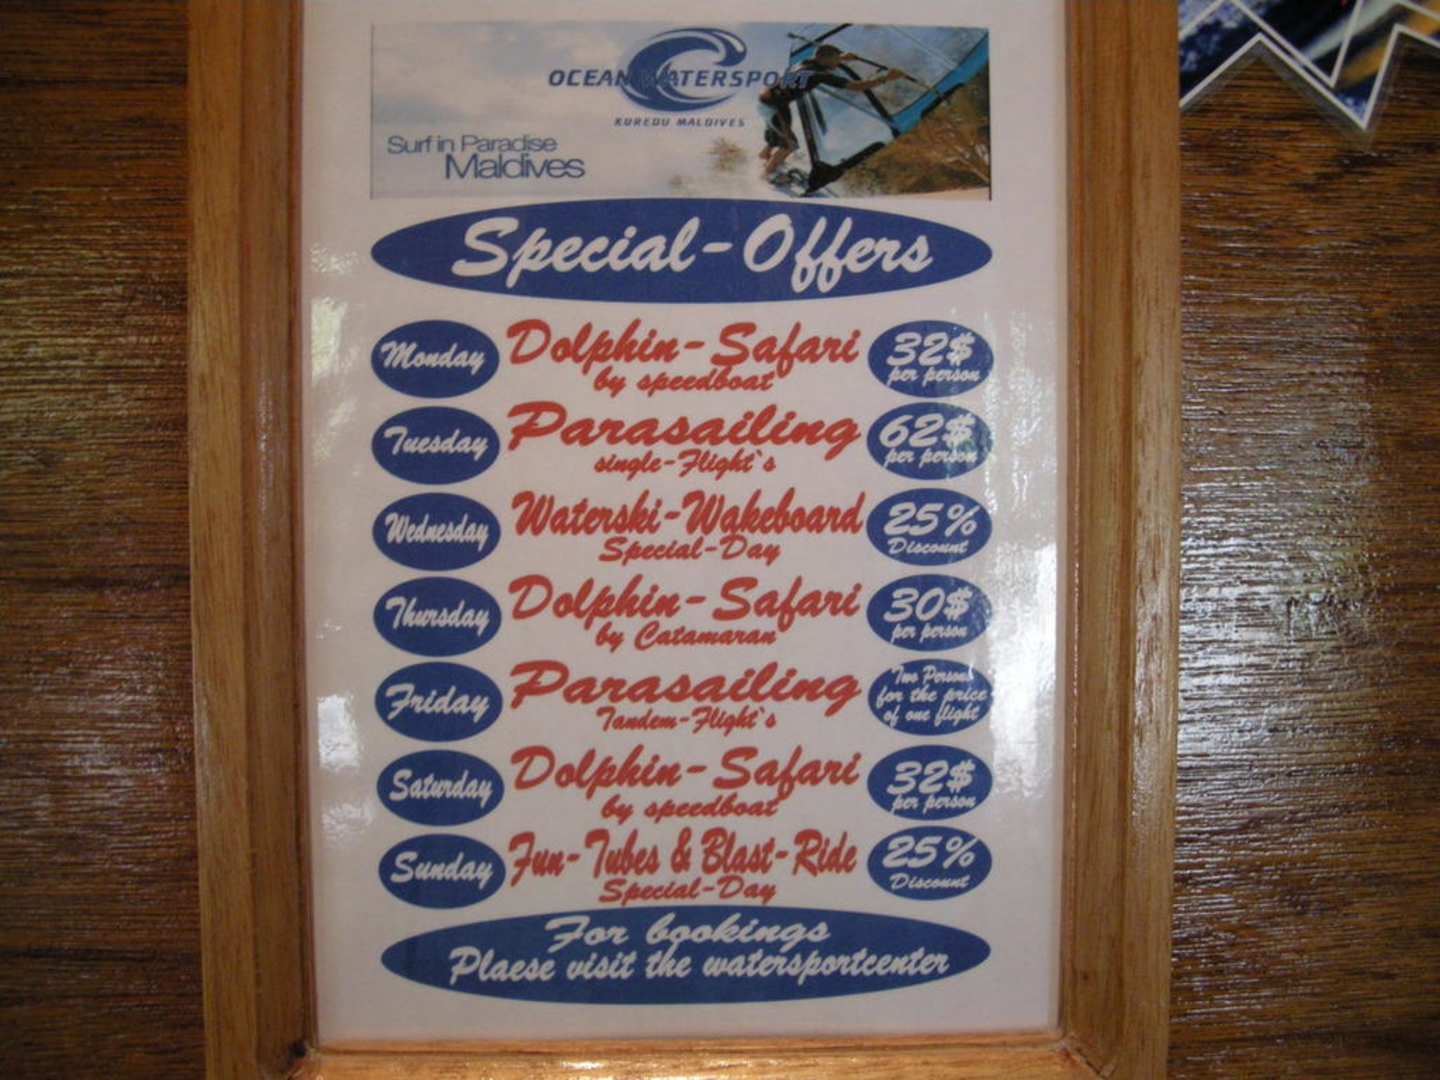 OCEAN WATERSPORT
KUREDU MALDIVES
Surf in Paradise
Maldives
Special-Offers
Monday Dolphin-Safari 32$
by speedboat per person
Tuesday Parasailing 62$
single-Flight`s per person
Wednesday Waterski-Wakeboard 25%
Special-Day Discount
Thursday Dolphin-Safari 30$
by Catamaran per person
Friday Parasailing Two Persons
for the price
Tandem-Flight`s of one flight
Saturday Dolphin-Safari 32$
by speedboat per person
Sunday Fun-Tubes & Blast-Ride 25%
Special-Day Discount
For bookings
Plaese visit the watersportcenter